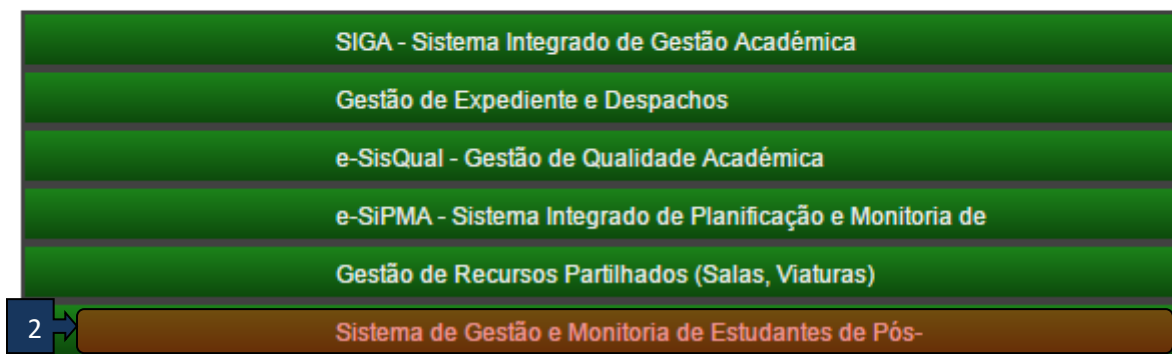 SIGA - Sistema Integrado de Gestão Académica
Gestão de Expediente e Despachos
e-SisQual - Gestão de Qualidade Académica
e-SiPMA - Sistema Integrado de Planificação e Monitoria de
Gestão de Recursos Partilhados (Salas, Viaturas)
2 Sistema de Gestão e Monitoria de Estudantes de Pós-